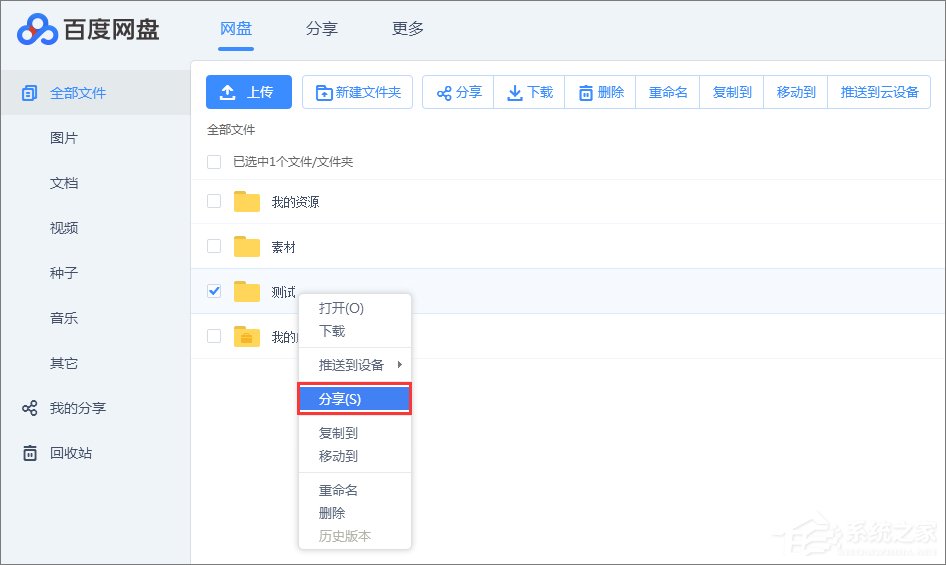 百度网盘
网盘 分享 更多
上传 新建文件夹 分享 下载 删除 重命名 复制到 移动到 推送到云设备
全部文件
全部文件
已选中1个文件/文件夹
图片
文档
视频
种子
音乐
其它
我的分享
回收站
我的资源
素材
测试
我的
打开(O)
下载
推送到设备
分享(S)
复制到
移动到
重命名
删除
历史版本
系统之家